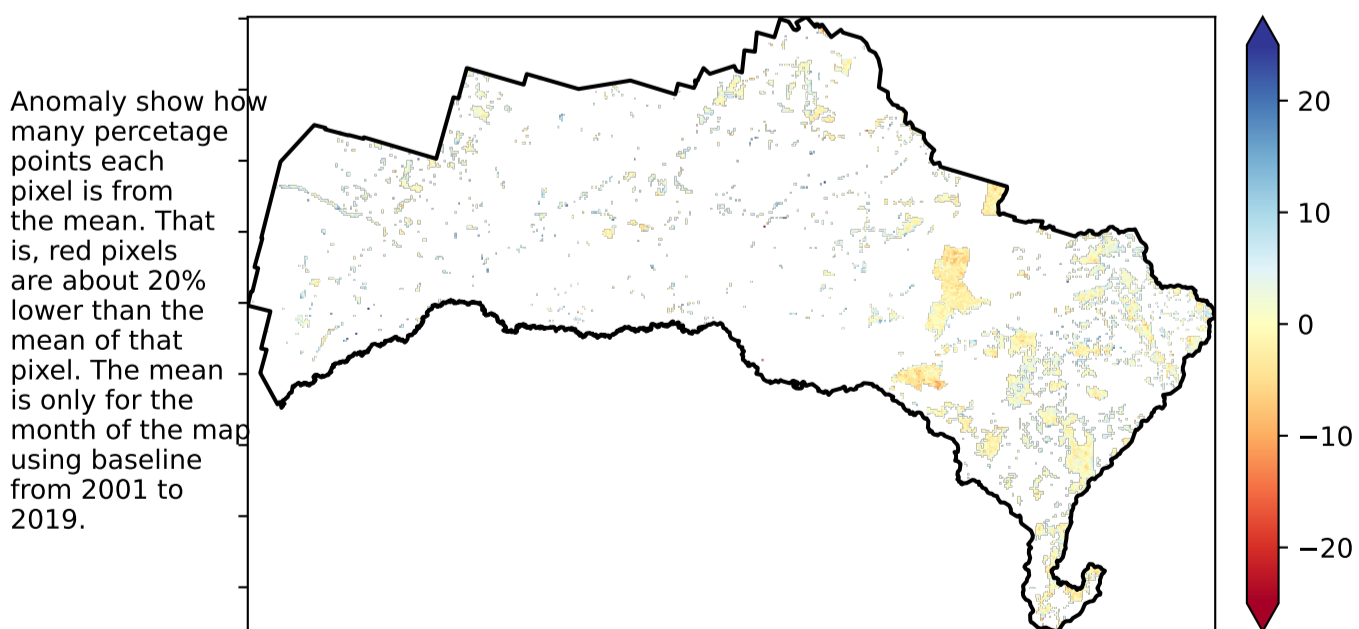 Anomaly show how
many percetage
points each
pixel is from
the mean. That
is, red pixels
are about 20%
lower than the
mean of that
pixel. The mean
is only for the
month of the map
using baseline
from 2001 to
2019.
20
10
0
−10
−20